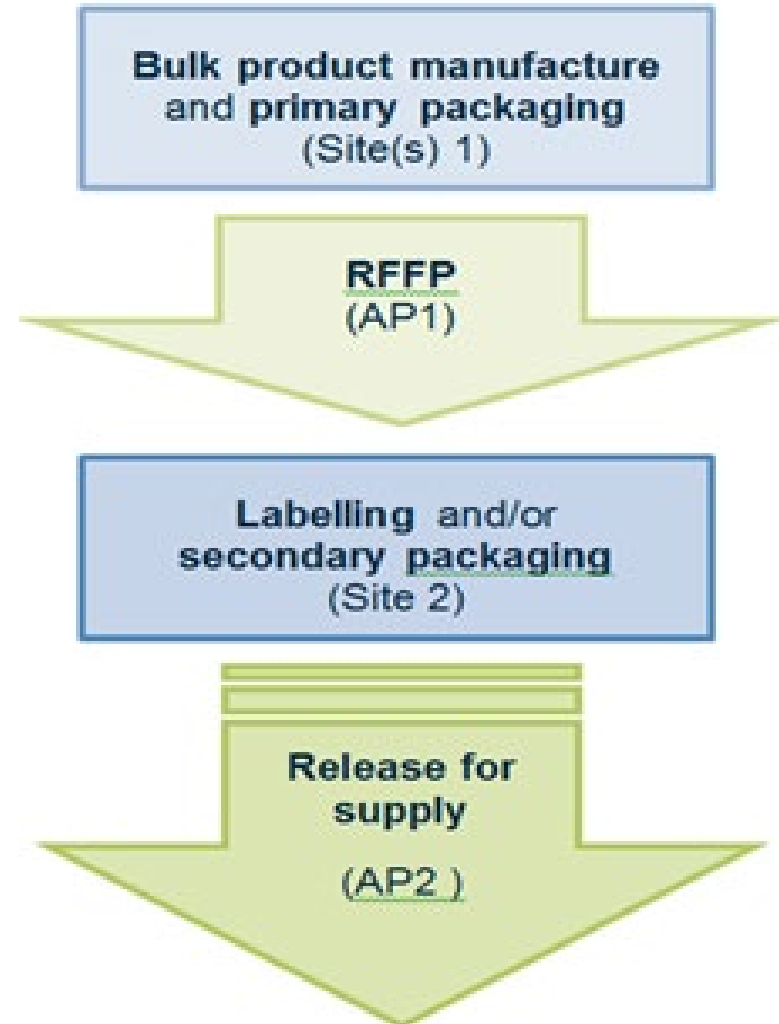 Bulk product manufacture
and primary packaging
(Site(s) 1)
RFFP
(AP1)
Labelling and/or
secondary packaging
(Site 2)
Release for
supply
(AP2 )